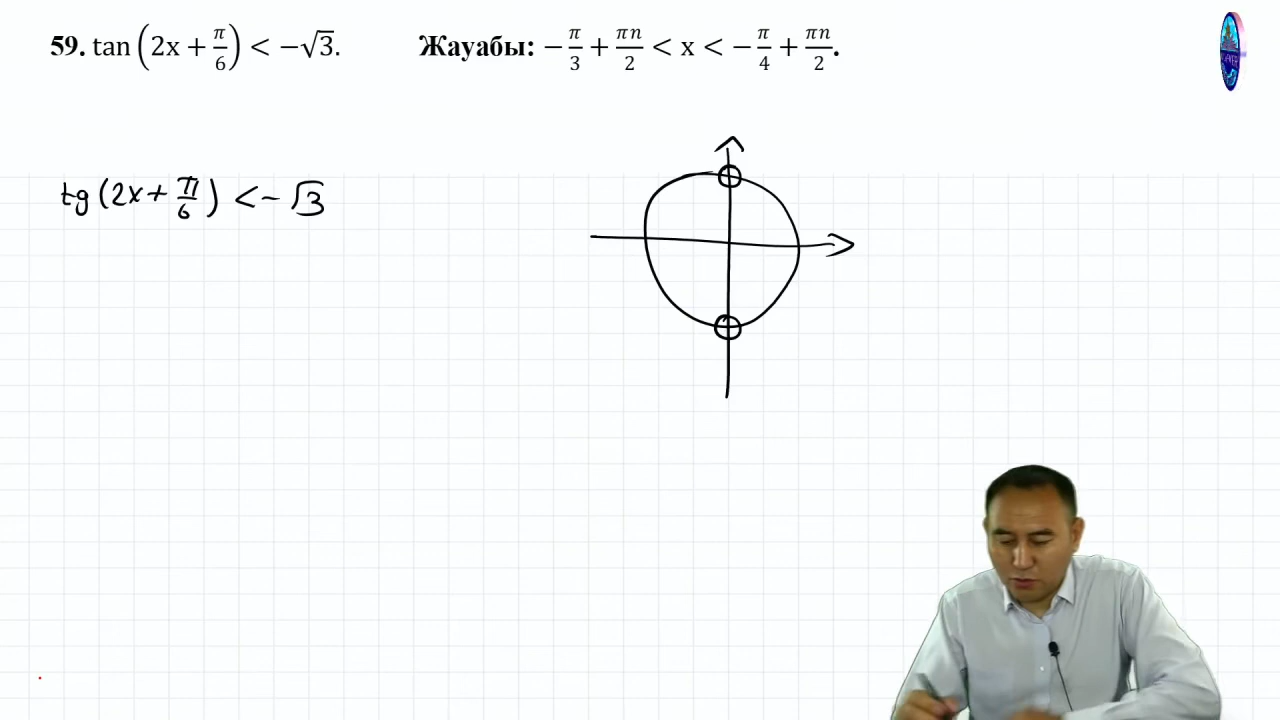 59. tan(2x + π/6) < −√3. Жауабы: −π/3 + πn/2 < x < −π/4 + πn/2.
tg(2x + π/6) < −√3